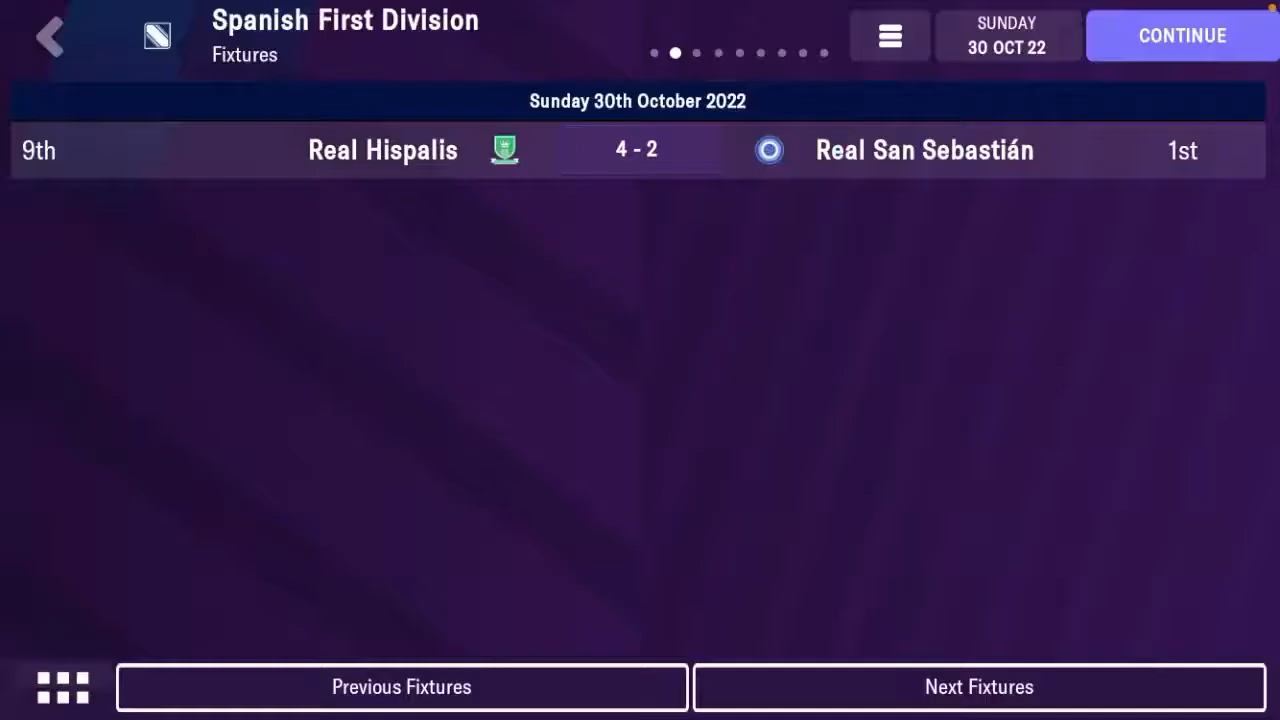 Spanish First Division
Fixtures
SUNDAY
30 OCT 22
CONTINUE
Sunday 30th October 2022
9th Real Hispalis 4 - 2 Real San Sebastián 1st
Previous Fixtures
Next Fixtures